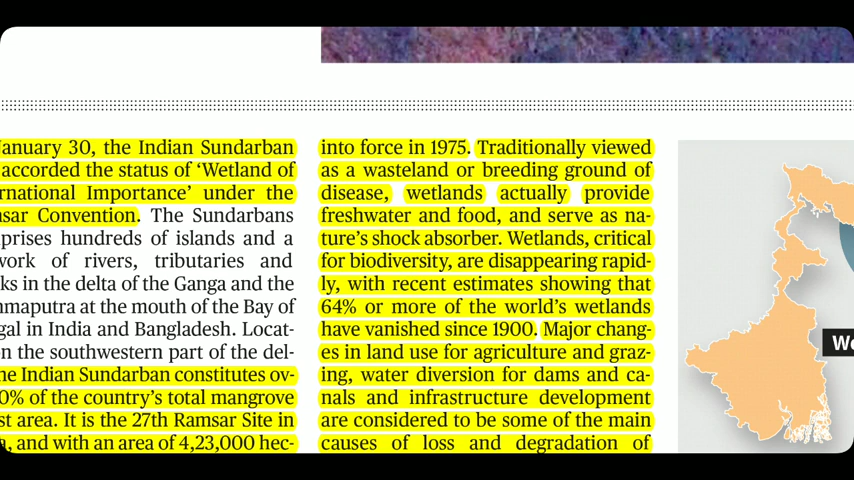 January 30, the Indian Sundarban
accorded the status of ‘Wetland of
rnational Importance’ under the
sar Convention. The Sundarbans
prises hundreds of islands and a
work of rivers, tributaries and
ks in the delta of the Ganga and the
hmaputra at the mouth of the Bay of
gal in India and Bangladesh. Locat-
n the southwestern part of the del-
he Indian Sundarban constitutes ov-
0% of the country’s total mangrove
st area. It is the 27th Ramsar Site in
a, and with an area of 4,23,000 hec-
into force in 1975. Traditionally viewed
as a wasteland or breeding ground of
disease, wetlands actually provide
freshwater and food, and serve as na-
ture’s shock absorber. Wetlands, critical
for biodiversity, are disappearing rapid-
ly, with recent estimates showing that
64% or more of the world’s wetlands
have vanished since 1900. Major chang-
es in land use for agriculture and graz-
ing, water diversion for dams and ca-
nals and infrastructure development
are considered to be some of the main
causes of loss and degradation of
We